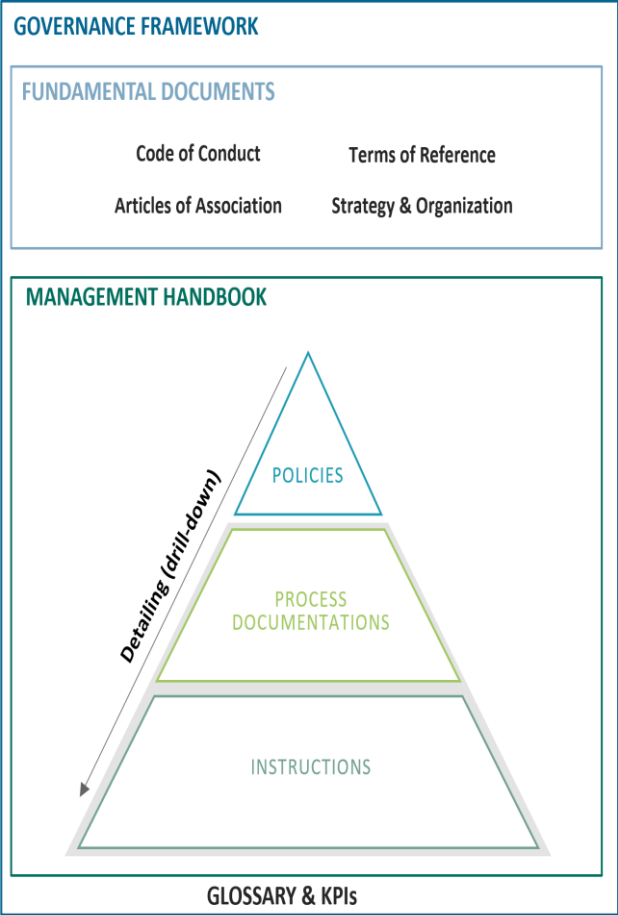 GOVERNANCE FRAMEWORK
FUNDAMENTAL DOCUMENTS
Code of Conduct
Terms of Reference
Articles of Association
Strategy & Organization
MANAGEMENT HANDBOOK
Detailing (drill-down)
POLICIES
PROCESS
DOCUMENTATIONS
INSTRUCTIONS
GLOSSARY & KPIs